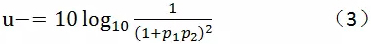 u−= 10 log₁₀ 1/(1+p₁p₂)² （3）